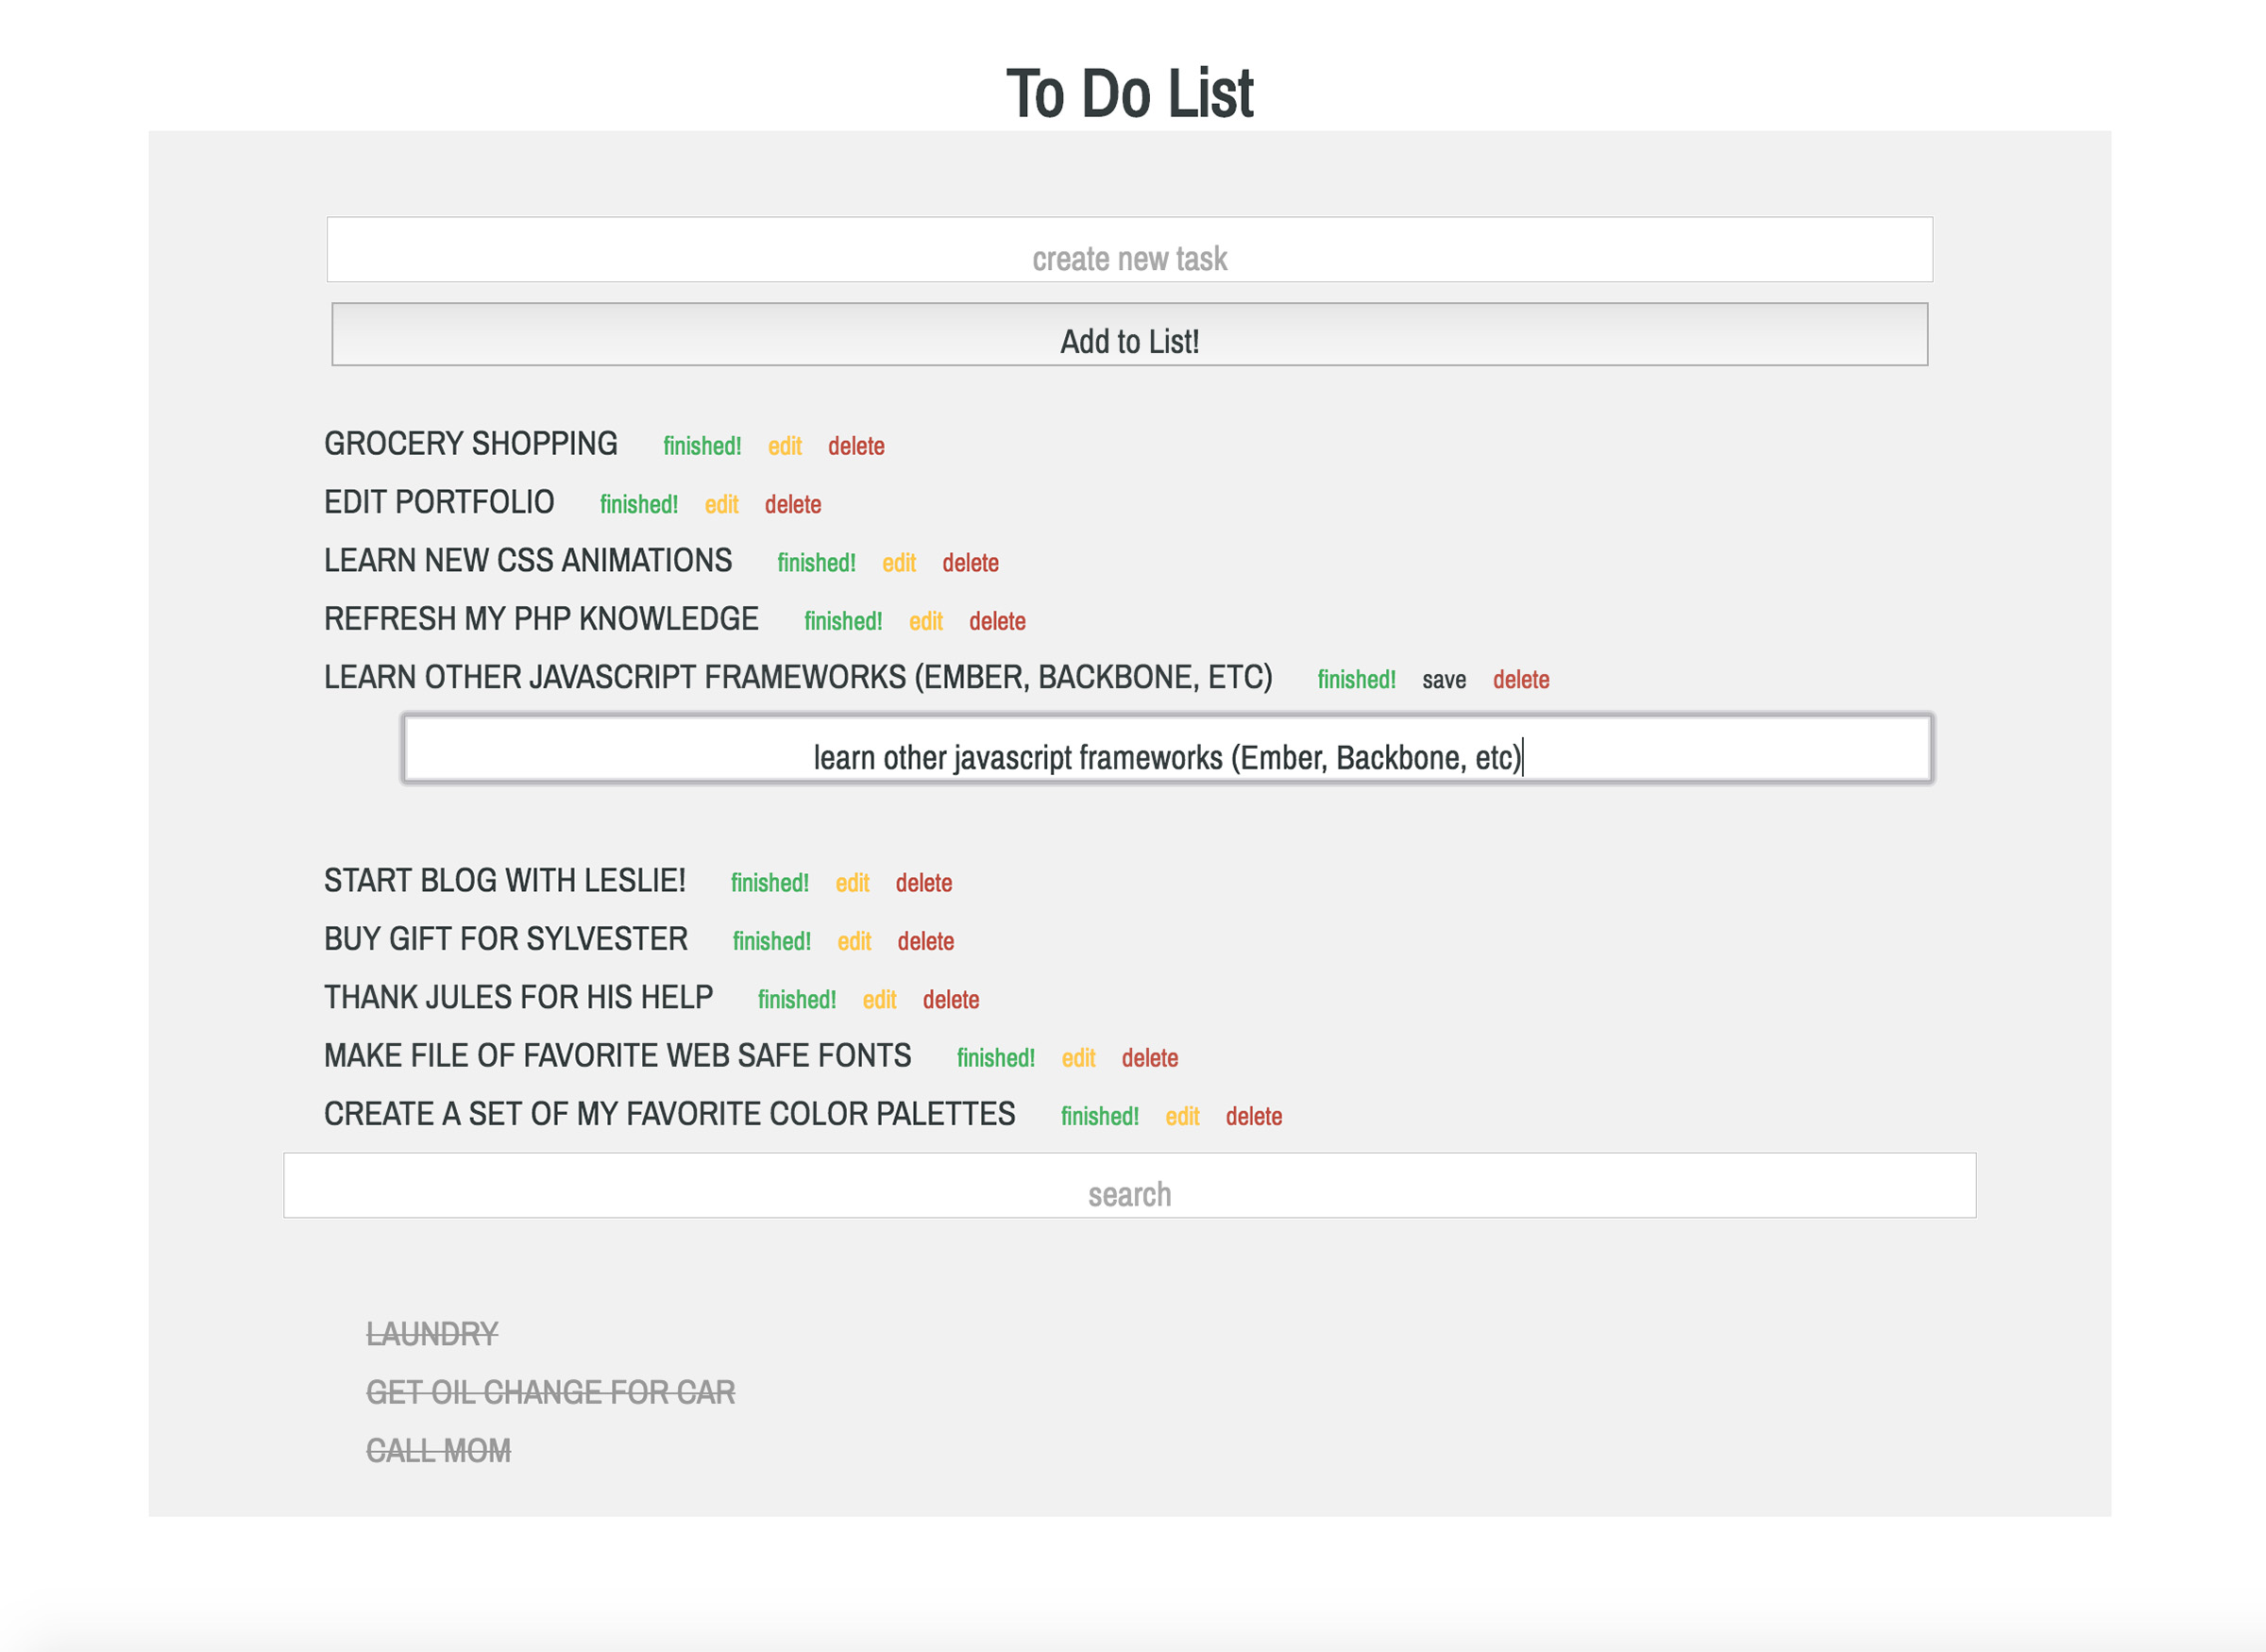 To Do List
create new task
Add to List!
GROCERY SHOPPING finished! edit delete
EDIT PORTFOLIO finished! edit delete
LEARN NEW CSS ANIMATIONS finished! edit delete
REFRESH MY PHP KNOWLEDGE finished! edit delete
LEARN OTHER JAVASCRIPT FRAMEWORKS (EMBER, BACKBONE, ETC) finished! save delete
learn other javascript frameworks (Ember, Backbone, etc)
START BLOG WITH LESLIE! finished! edit delete
BUY GIFT FOR SYLVESTER finished! edit delete
THANK JULES FOR HIS HELP finished! edit delete
MAKE FILE OF FAVORITE WEB SAFE FONTS finished! edit delete
CREATE A SET OF MY FAVORITE COLOR PALETTES finished! edit delete
search
LAUNDRY
GET OIL CHANGE FOR CAR
CALL MOM